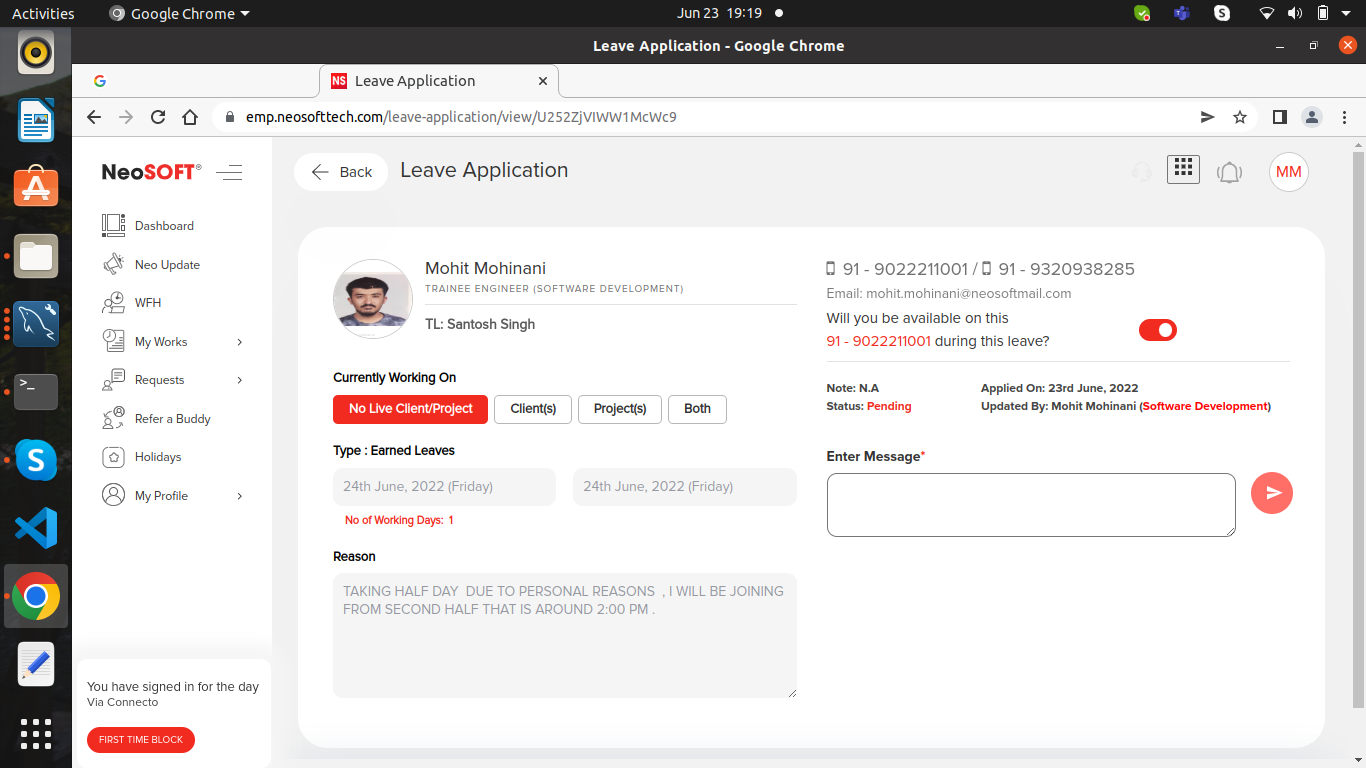 Activities
Google Chrome
Jun 23 19:19
Leave Application - Google Chrome
Leave Application
emp.neosofttech.com/leave-application/view/U252ZjVIWW1McWc9
NeoSOFT®
Back
Leave Application
MM
Dashboard
Neo Update
WFH
My Works
Requests
Refer a Buddy
Holidays
My Profile
You have signed in for the day
Via Connecto
FIRST TIME BLOCK
Mohit Mohinani
TRAINEE ENGINEER (SOFTWARE DEVELOPMENT)
TL: Santosh Singh
Currently Working On
No Live Client/Project
Client(s)
Project(s)
Both
Type : Earned Leaves
24th June, 2022 (Friday)
24th June, 2022 (Friday)
No of Working Days: 1
Reason
TAKING HALF DAY DUE TO PERSONAL REASONS , I WILL BE JOINING
FROM SECOND HALF THAT IS AROUND 2:00 PM .
91 - 9022211001 / 91 - 9320938285
Email: mohit.mohinani@neosoftmail.com
Will you be available on this
91 - 9022211001 during this leave?
Note: N.A
Applied On: 23rd June, 2022
Status: Pending
Updated By: Mohit Mohinani (Software Development)
Enter Message*